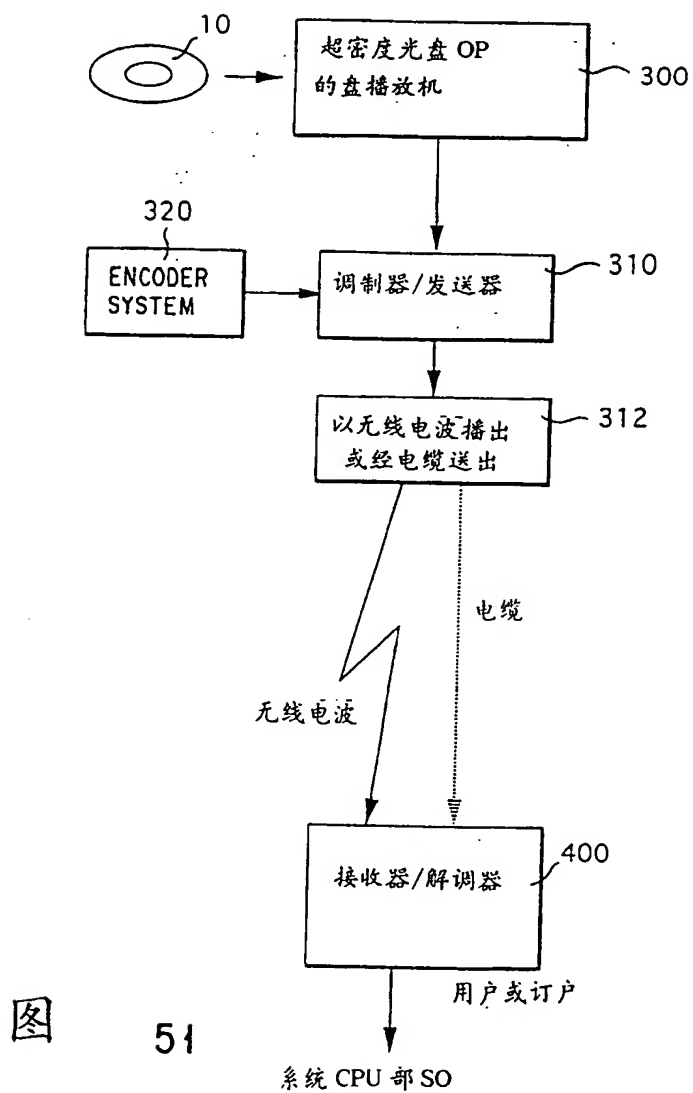 10
超密度光盘 OP
的盘播放机
300
320
ENCODER
SYSTEM
调制器/发送器
310
以无线电波播出
或经电缆送出
312
电缆
无线电波
接收器/解调器
400
用户或订户
图 51
系统 CPU 部 SO